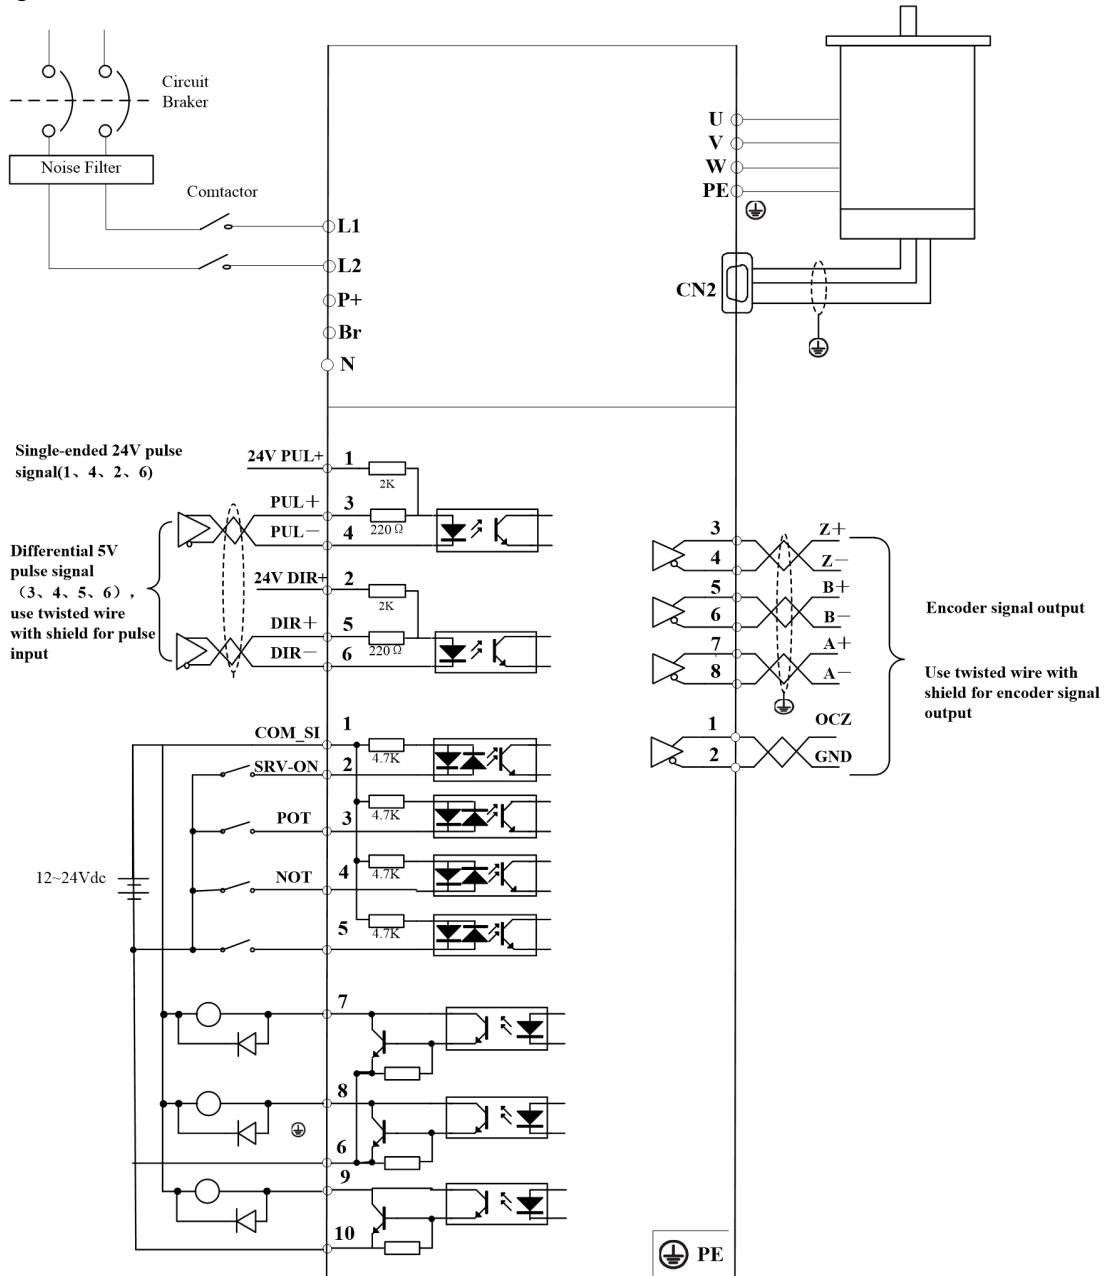 Circuit
Braker
Noise Filter
Comtactor
L1
L2
P+
Br
N
U
V
W
PE
CN2
Single-ended 24V pulse
signal(1、4、2、6)
24V PUL+ 1
2K
PUL+ 3
220Ω
PUL- 4
Differential 5V
pulse signal
（3、4、5、6），
use twisted wire
with shield for pulse
input
24V DIR+ 2
2K
DIR+ 5
220Ω
DIR- 6
3 Z+
4 Z-
5 B+
6 B-
7 A+
8 A-
1 OCZ
2 GND
Encoder signal output
Use twisted wire with
shield for encoder signal
output
COM_SI 1
4.7K
SRV-ON 2
4.7K
POT 3
4.7K
NOT 4
12~24Vdc
4.7K
5
7
8
6
9
10
PE